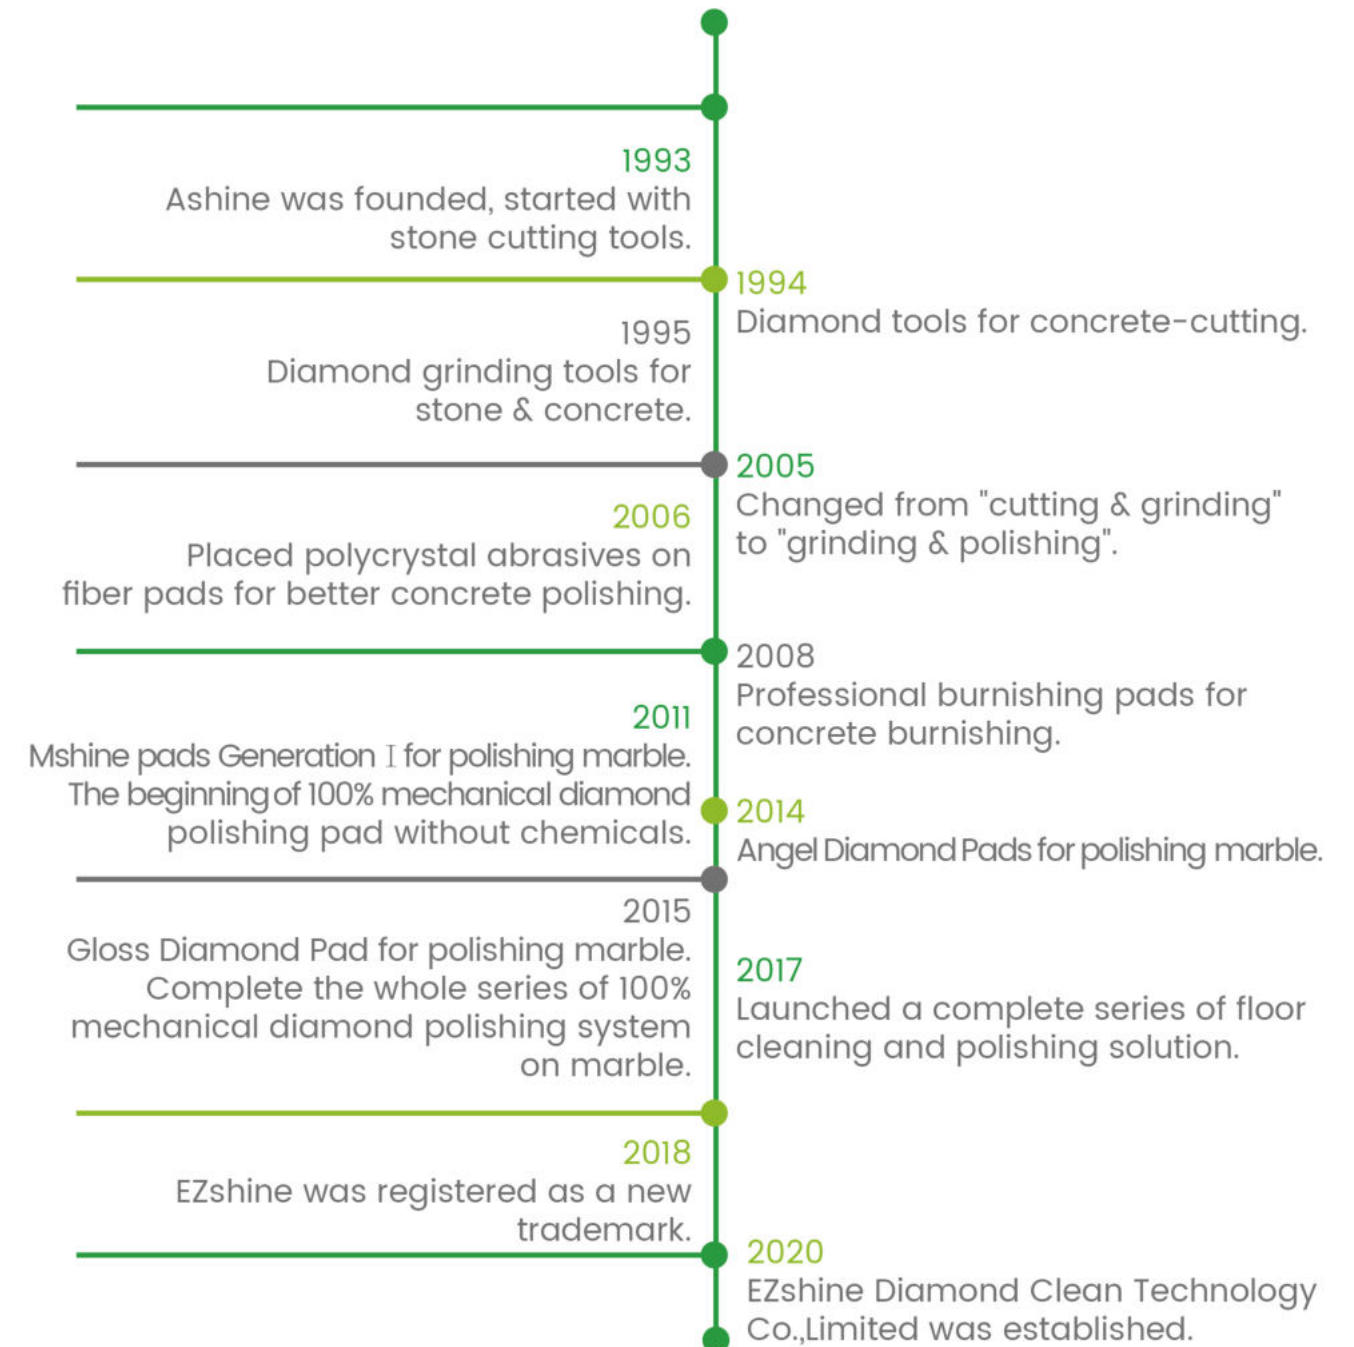 1993
Ashine was founded, started with
stone cutting tools.
1994
Diamond tools for concrete-cutting.
1995
Diamond grinding tools for
stone & concrete.
2005
Changed from "cutting & grinding"
to "grinding & polishing".
2006
Placed polycrystal abrasives on
fiber pads for better concrete polishing.
2008
Professional burnishing pads for
concrete burnishing.
2011
Mshine pads Generation I for polishing marble.
The beginning of 100% mechanical diamond
polishing pad without chemicals.
2014
Angel Diamond Pads for polishing marble.
2015
Gloss Diamond Pad for polishing marble.
Complete the whole series of 100%
mechanical diamond polishing system
on marble.
2017
Launched a complete series of floor
cleaning and polishing solution.
2018
EZshine was registered as a new
trademark.
2020
EZshine Diamond Clean Technology
Co.,Limited was established.